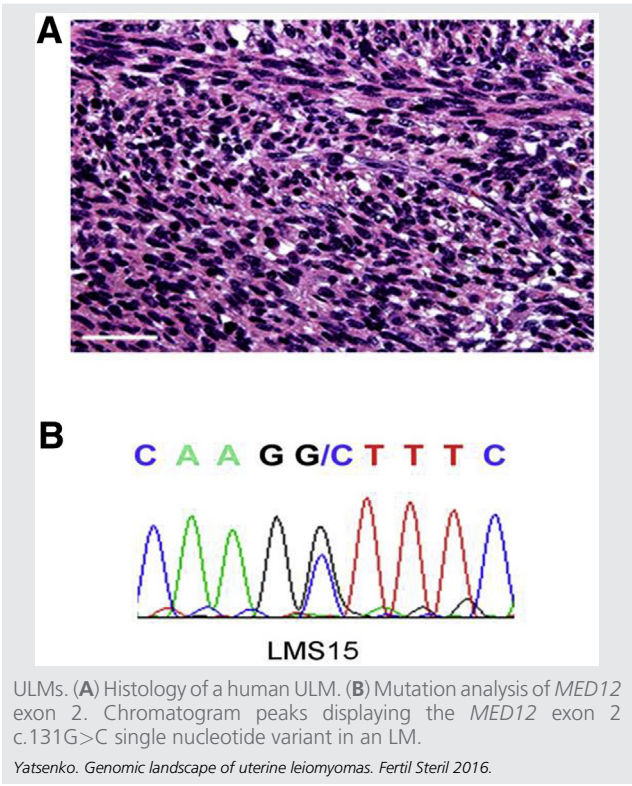 A
B
C A A G G/C T T T C
LMS15
ULMs. (A) Histology of a human ULM. (B) Mutation analysis of MED12
exon 2. Chromatogram peaks displaying the MED12 exon 2
c.131G>C single nucleotide variant in an LM.
Yatsenko. Genomic landscape of uterine leiomyomas. Fertil Steril 2016.